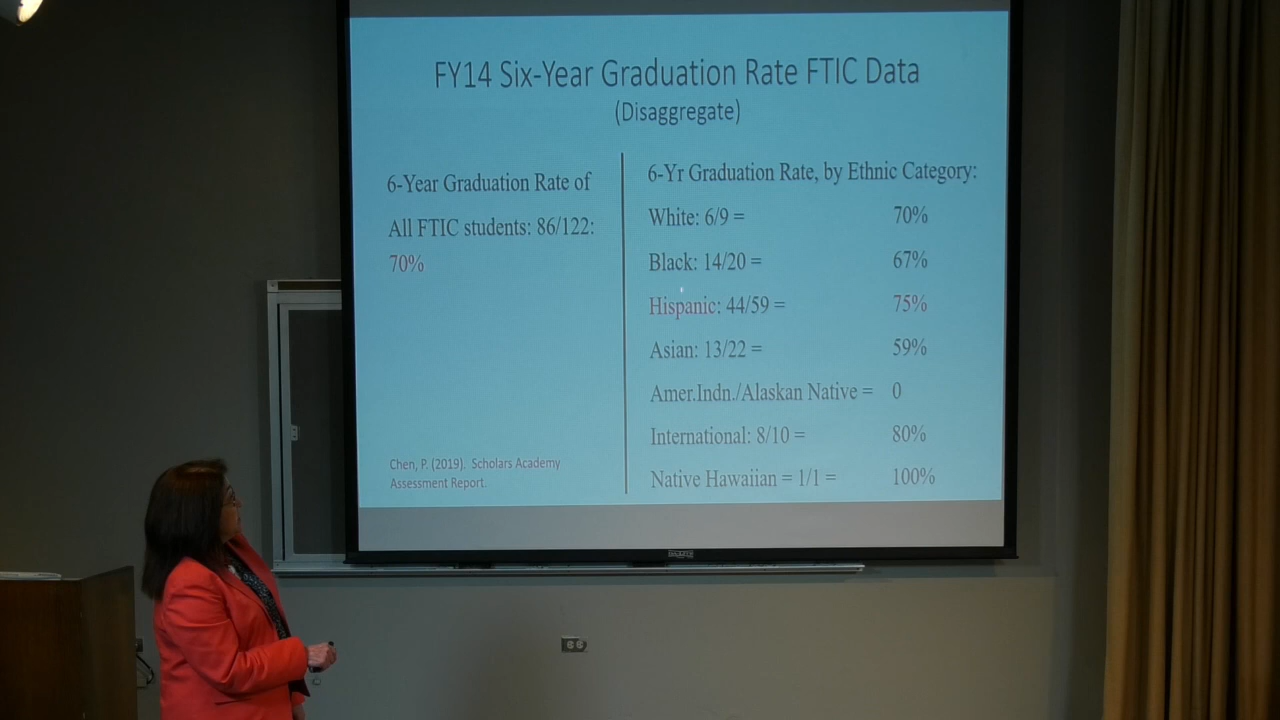 FY14 Six-Year Graduation Rate FTIC Data
(Disaggregate)
6-Year Graduation Rate of
All FTIC students: 86/122:
70%
Chen, P. (2019). Scholars Academy
Assessment Report.
6-Yr Graduation Rate, by Ethnic Category:
White: 6/9 = 70%
Black: 14/20 = 67%
Hispanic: 44/59 = 75%
Asian: 13/22 = 59%
Amer.Indn./Alaskan Native = 0
International: 8/10 = 80%
Native Hawaiian = 1/1 = 100%